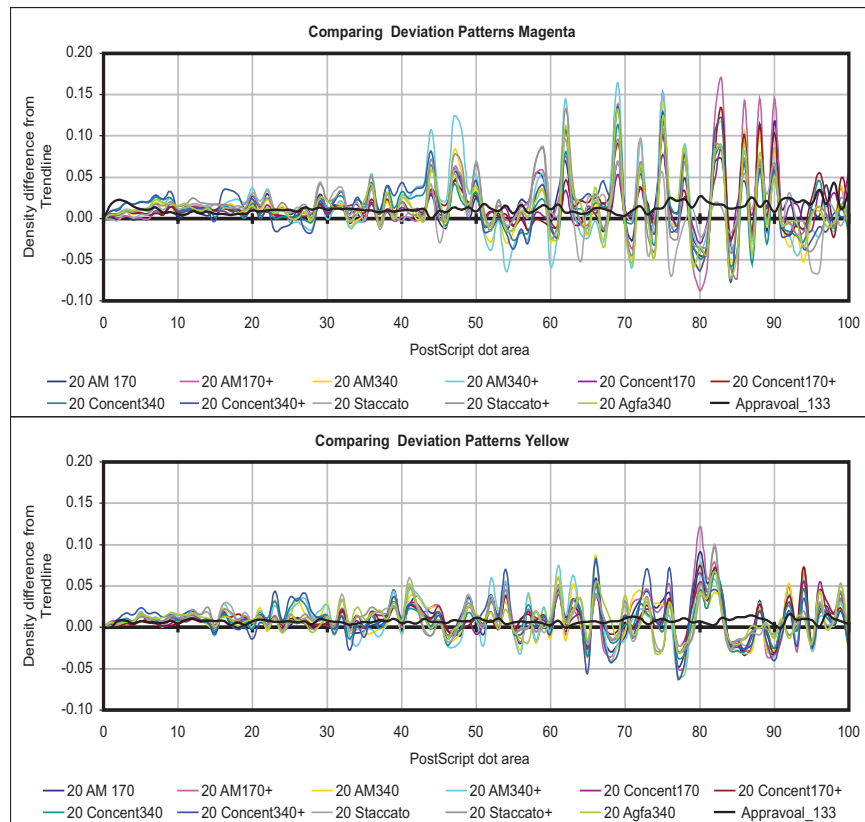 Comparing Deviation Patterns Magenta
Density difference from
Trendline
0.20
0.15
0.10
0.05
0.00
-0.05
-0.10
0 10 20 30 40 50 60 70 80 90 100
PostScript dot area
20 AM 170 20 AM170+ 20 AM340 20 AM340+ 20 Concent170 20 Concent170+
20 Concent340 20 Concent340+ 20 Staccato 20 Staccato+ 20 Agfa340 Appravoal_133
Comparing Deviation Patterns Yellow
Density difference from
Trendline
0.20
0.15
0.10
0.05
0.00
-0.05
-0.10
0 10 20 30 40 50 60 70 80 90 100
PostScript dot area
20 AM 170 20 AM170+ 20 AM340 20 AM340+ 20 Concent170 20 Concent170+
20 Concent340 20 Concent340+ 20 Staccato 20 Staccato+ 20 Agfa340 Appravoal_133